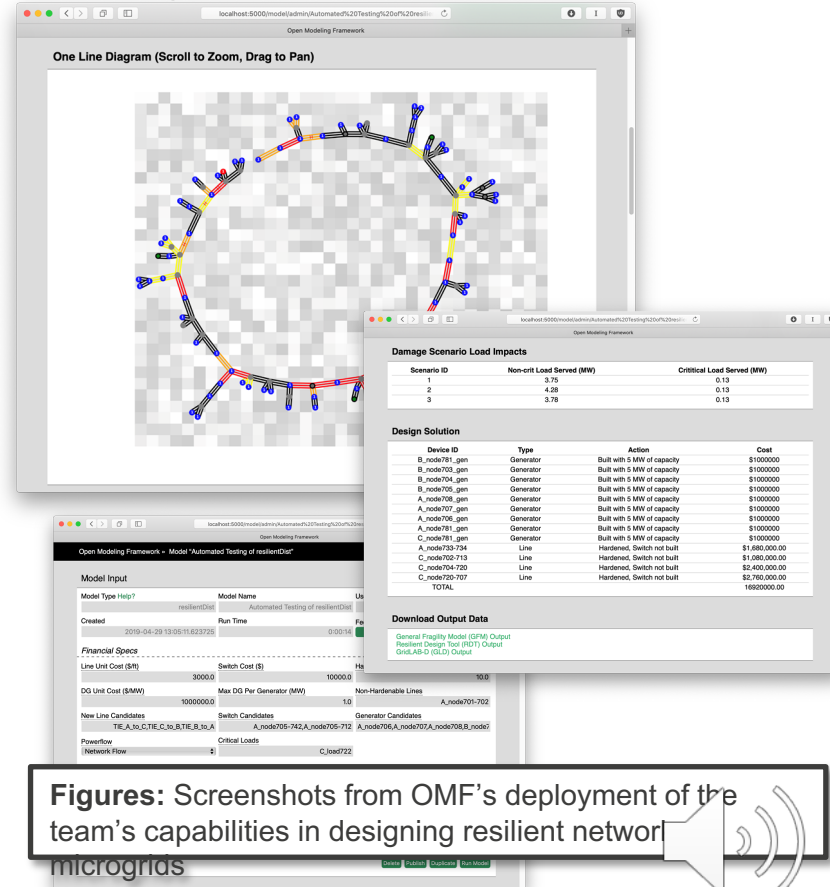 localhost:5000/model/admin/Automated%20Testing%20of%20resilien
Open Modeling Framework
One Line Diagram (Scroll to Zoom, Drag to Pan)
localhost:5000/model/admin/Automated%20Testing%20of%20resilien
Open Modeling Framework
Damage Scenario Load Impacts
Scenario ID Non-crit Load Served (MW) Crititical Load Served (MW)
1 3.75 0.13
2 4.28 0.13
3 3.78 0.13
Design Solution
Device ID Type Action Cost
B_node781_gen Generator Built with 5 MW of capacity $1000000
B_node703_gen Generator Built with 5 MW of capacity $1000000
B_node704_gen Generator Built with 5 MW of capacity $1000000
B_node705_gen Generator Built with 5 MW of capacity $1000000
A_node708_gen Generator Built with 5 MW of capacity $1000000
A_node707_gen Generator Built with 5 MW of capacity $1000000
A_node706_gen Generator Built with 5 MW of capacity $1000000
A_node781_gen Generator Built with 5 MW of capacity $1000000
C_node781_gen Generator Built with 5 MW of capacity $1000000
A_node733-734 Line Hardened, Switch not built $1,680,000.00
C_node702-713 Line Hardened, Switch not built $1,080,000.00
C_node704-720 Line Hardened, Switch not built $2,400,000.00
C_node720-707 Line Hardened, Switch not built $2,760,000.00
TOTAL 16920000.00
Download Output Data
General Fragility Model (GFM) Output
Resilient Design Tool (RDT) Output
GridLAB-D (GLD) Output
localhost:5000/model/admin/Automated%20Testing%20of%20re
Open Modeling Framework
Open Modeling Framework » Model "Automated Testing of resilientDist"
Model Input
Model Type Help? Model Name Us
resilientDist Automated Testing of resilientDist
Created Run Time Fe
2019-04-29 13:05:11.623725 0:00:14
Financial Specs
Line Unit Cost ($/ft) Switch Cost ($) Ha
3000.0 10000.0 10.0
DG Unit Cost ($/MW) Max DG Per Generator (MW) Non-Hardenable Lines
1000000.0 1.0 A_node701-702
New Line Candidates Switch Candidates Generator Candidates
TIE_A_to_C,TIE_C_to_B,TIE_B_to_A A_node705-742,A_node705-712 A_node706,A_node707,A_node708,B_node7
Powerflow Critical Loads
Network Flow C_load722
Figures: Screenshots from OMF's deployment of the
team's capabilities in designing resilient network
microgrids
Delete Publish Duplicate Run Model